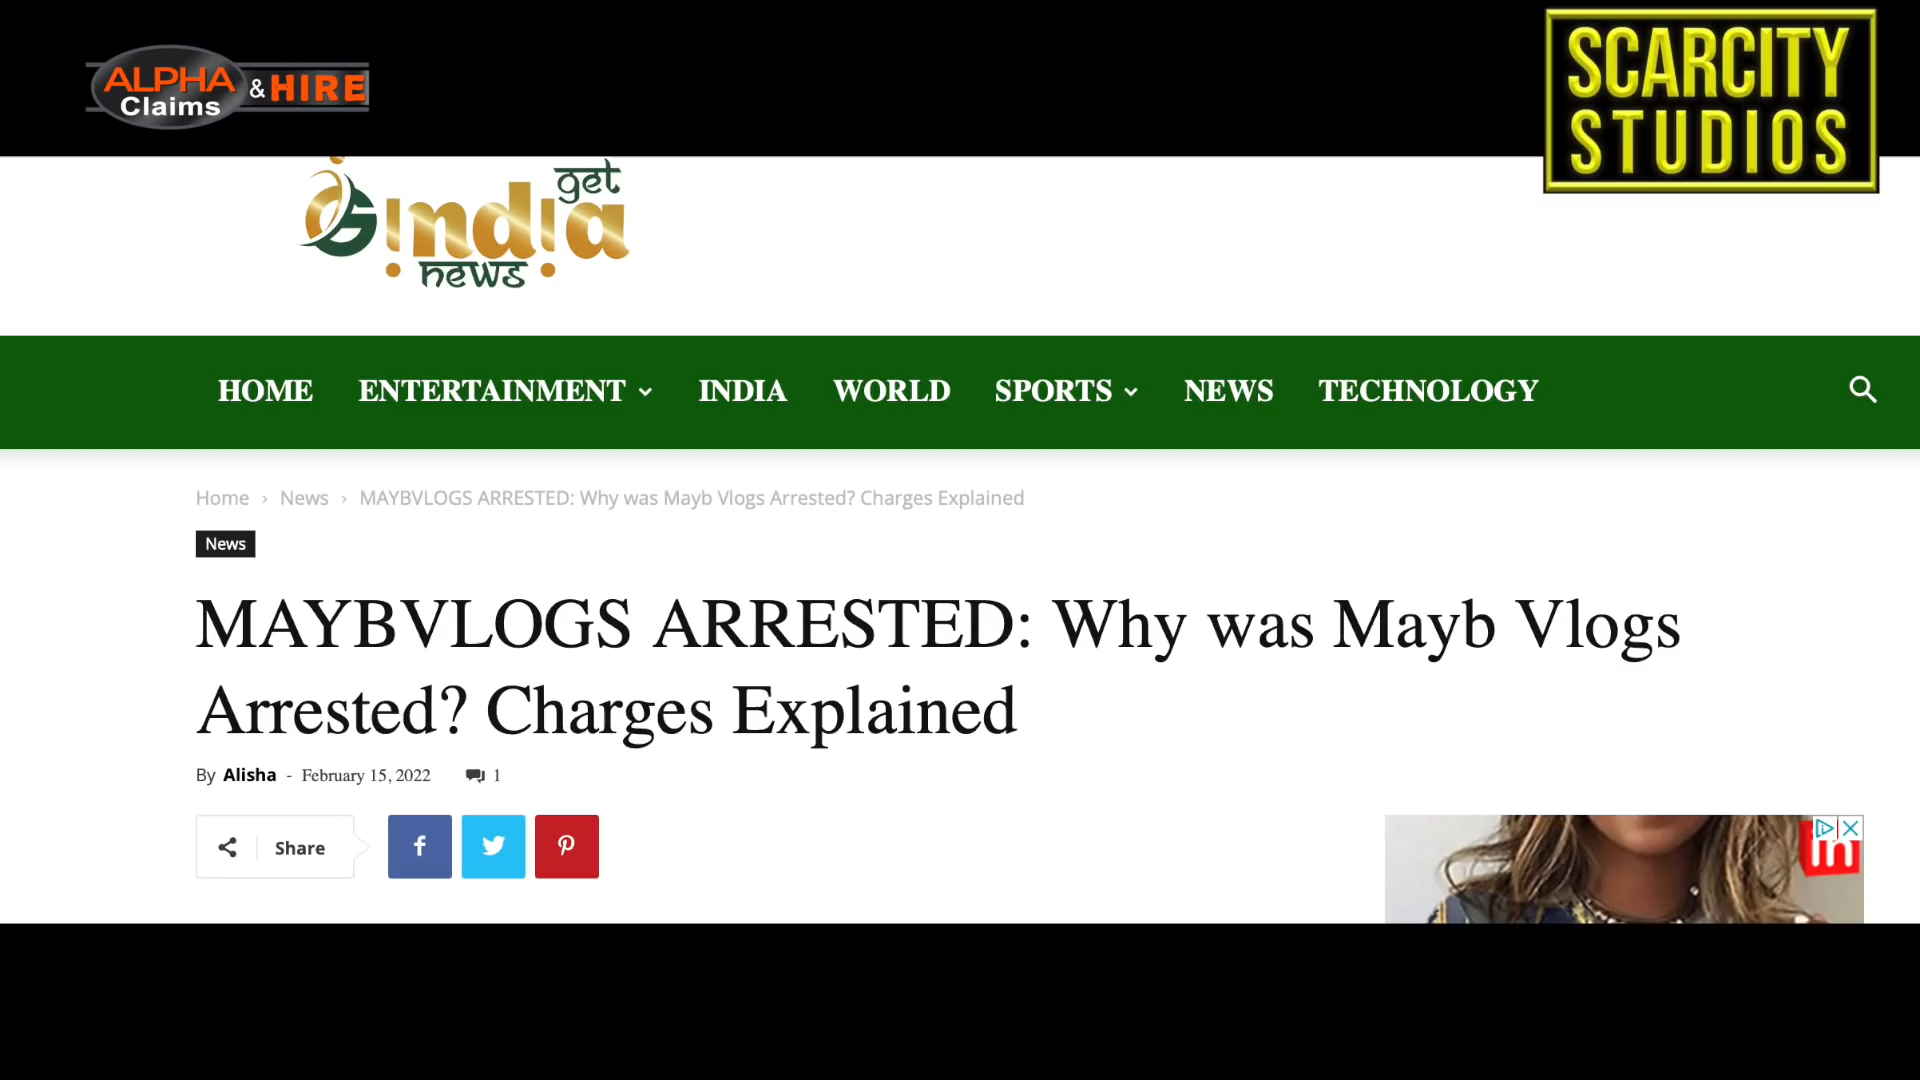 ALPHA
Claims
& HIRE
SCARCITY
STUDIOS
get
india
news
HOME ENTERTAINMENT INDIA WORLD SPORTS NEWS TECHNOLOGY
Home › News › MAYBVLOGS ARRESTED: Why was Mayb Vlogs Arrested? Charges Explained
News
MAYBVLOGS ARRESTED: Why was Mayb Vlogs
Arrested? Charges Explained
By Alisha - February 15, 2022 1
Share
in